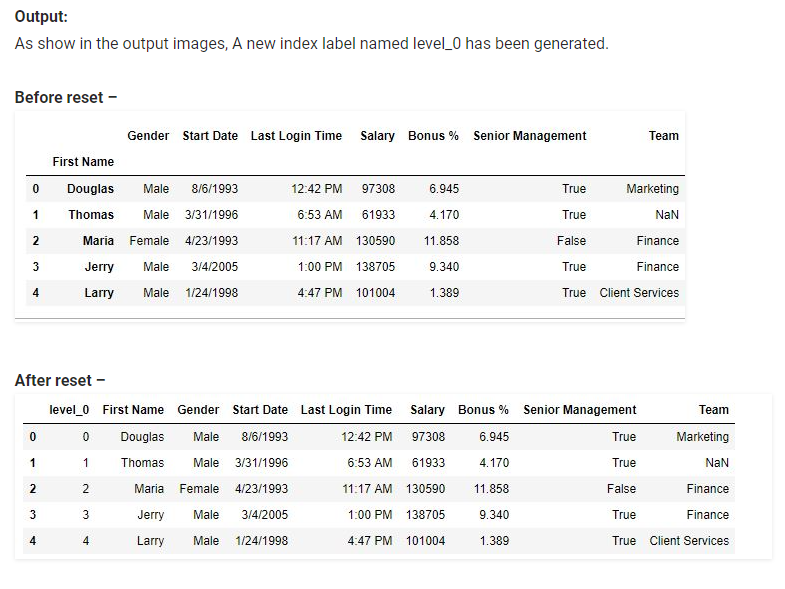 Output:
As show in the output images, A new index label named level_0 has been generated.
Before reset –
Gender Start Date Last Login Time Salary Bonus % Senior Management Team
First Name
0 Douglas Male 8/6/1993 12:42 PM 97308 6.945 True Marketing
1 Thomas Male 3/31/1996 6:53 AM 61933 4.170 True NaN
2 Maria Female 4/23/1993 11:17 AM 130590 11.858 False Finance
3 Jerry Male 3/4/2005 1:00 PM 138705 9.340 True Finance
4 Larry Male 1/24/1998 4:47 PM 101004 1.389 True Client Services
After reset –
level_0 First Name Gender Start Date Last Login Time Salary Bonus % Senior Management Team
0 0 Douglas Male 8/6/1993 12:42 PM 97308 6.945 True Marketing
1 1 Thomas Male 3/31/1996 6:53 AM 61933 4.170 True NaN
2 2 Maria Female 4/23/1993 11:17 AM 130590 11.858 False Finance
3 3 Jerry Male 3/4/2005 1:00 PM 138705 9.340 True Finance
4 4 Larry Male 1/24/1998 4:47 PM 101004 1.389 True Client Services